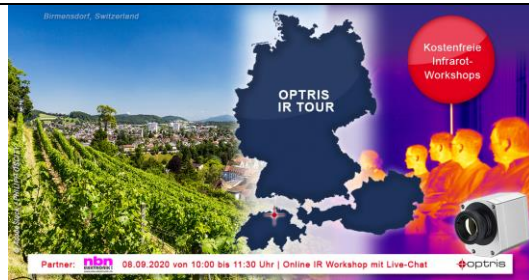 Birmensdorf, Switzerland
Kostenfreie
Infrarot-
Workshops
OPTRIS
IR TOUR
Partner: nbn 08.09.2020 von 10:00 bis 11:30 Uhr | Online IR Workshop mit Live-Chat optris